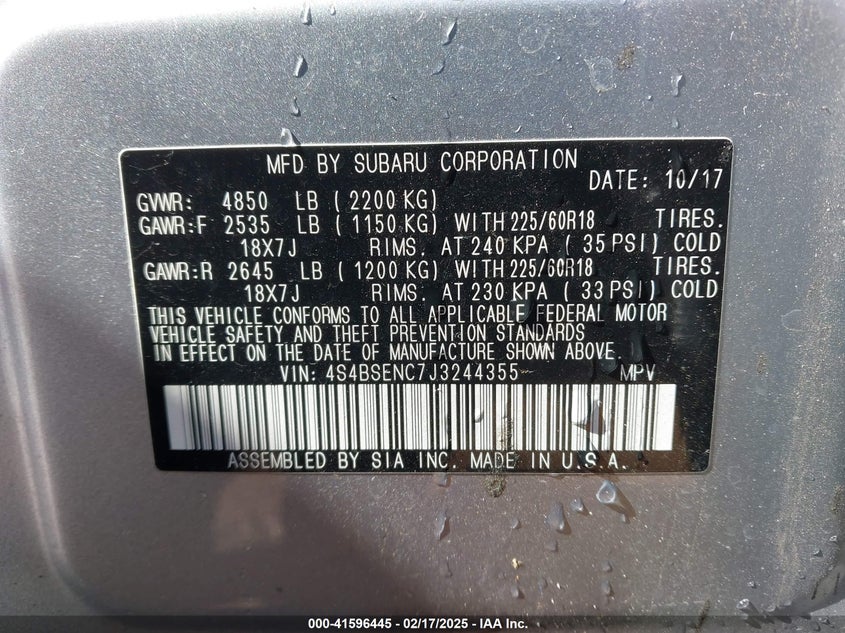 MFD BY SUBARU CORPORATION
DATE: 10/17
GVWR: 4850 LB (2200 KG)
GAWR:F 2535 LB (1150 KG) WITH 225/60R18 TIRES.
18X7J RIMS. AT 240 KPA (35 PSI) COLD
GAWR:R 2645 LB (1200 KG) WITH 225/60R18 TIRES.
18X7J RIMS. AT 230 KPA (33 PSI) COLD
THIS VEHICLE CONFORMS TO ALL APPLICABLE FEDERAL MOTOR
VEHICLE SAFETY AND THEFT PREVENTION STANDARDS
IN EFFECT ON THE DATE OF MANUFACTURE SHOWN ABOVE.
VIN: 4S4BSENC7J3244355 MPV
ASSEMBLED BY SIA INC. MADE IN U.S.A.
000-41596445 - 02/17/2025 - IAA Inc.